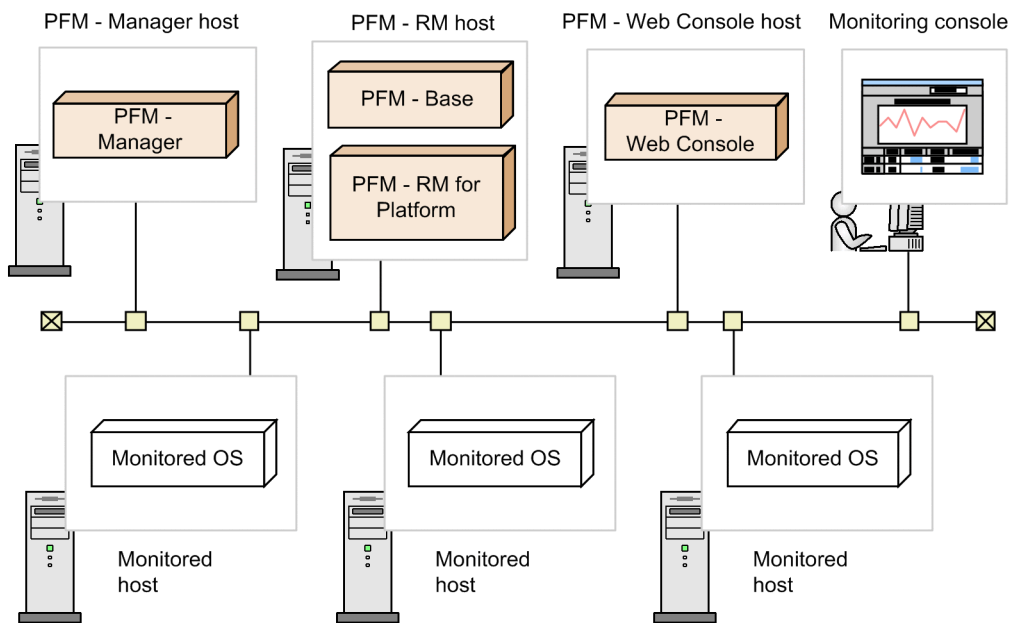 PFM - Manager host
PFM - RM host
PFM - Web Console host
Monitoring console
PFM -
Manager
PFM - Base
PFM - RM for
Platform
PFM -
Web Console
Monitored OS
Monitored OS
Monitored OS
Monitored
host
Monitored
host
Monitored
host